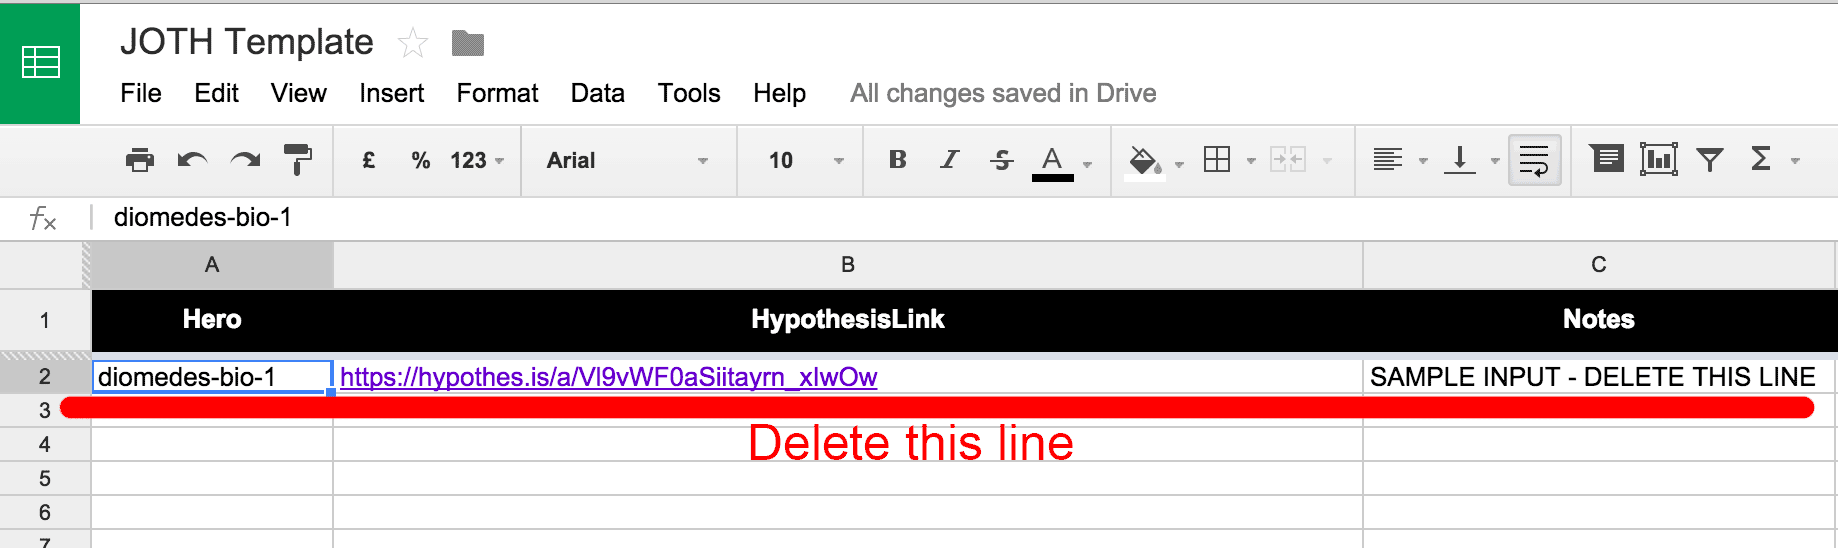 JOTH Template
File Edit View Insert Format Data Tools Help All changes saved in Drive
£ % 123 Arial 10 B I S A Σ
fx diomedes-bio-1
A B C
1 Hero HypothesisLink Notes
2 diomedes-bio-1 https://hypothes.is/a/Vl9vWF0aSiitayrn_xlwOw SAMPLE INPUT - DELETE THIS LINE
3
Delete this line
4
5
6
7